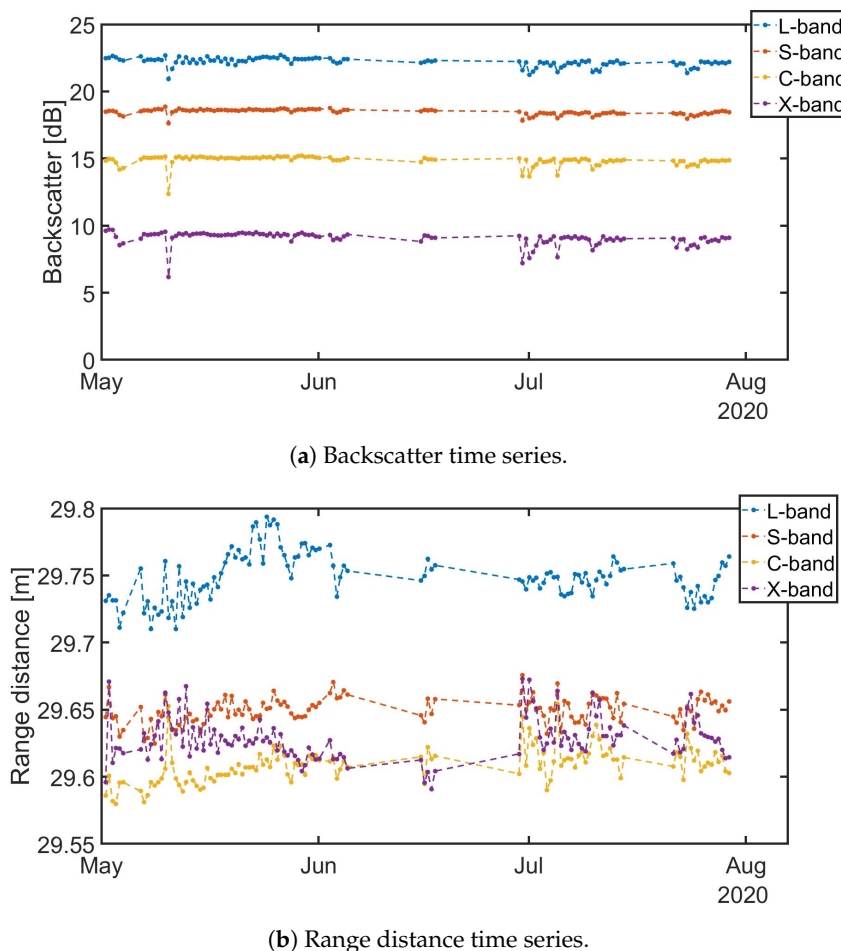 25
20
15
10
5
0
Backscatter [dB]
May
Jun
Jul
Aug
2020
L-band
S-band
C-band
X-band
(a) Backscatter time series.
29.8
29.75
29.7
29.65
29.6
29.55
Range distance [m]
May
Jun
Jul
Aug
2020
L-band
S-band
C-band
X-band
(b) Range distance time series.